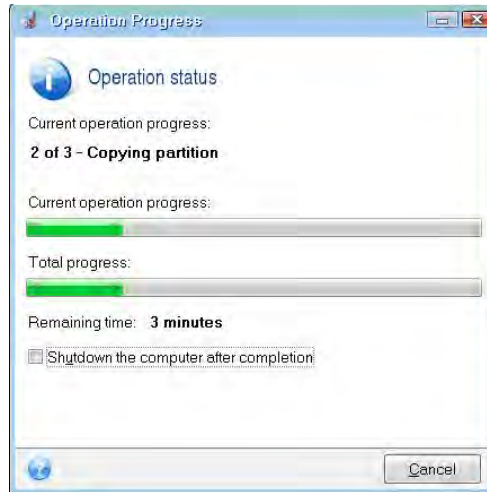 Operation Progress
Operation status
Current operation progress:
2 of 3 - Copying partition
Current operation progress:
Total progress:
Remaining time: 3 minutes
Shutdown the computer after completion
Cancel